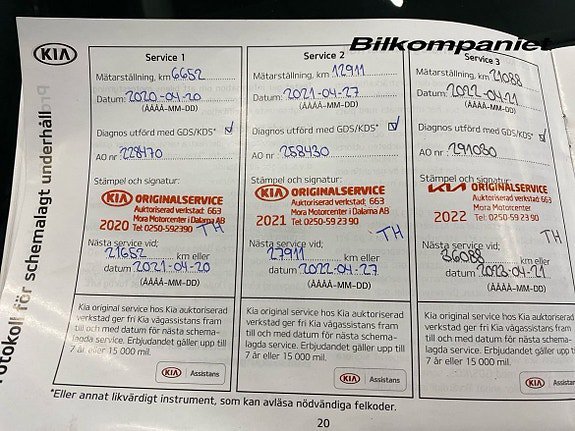 Bilkompaniet
KIA
Protokoll för schemalagt underhåll
Service 1
Mätarställning, km 6652
Datum: 2020-04-20
(ÅÅÅÅ-MM-DD)
Diagnos utförd med GDS/KDS*
AO nr 228470
Stämpel och signatur:
KIA ORIGINALSERVICE
Auktoriserad verkstad: 663
Mora Motorcenter i Dalarna AB
2020 Tel: 0250-592390
TH
Nästa service vid;
21652 km eller
datum 2021-04-20
(ÅÅÅÅ-MM-DD)
Kia original service hos Kia auktoriserad
verkstad ger fri Kia vägassistans fram
till och med datum för nästa schema-
lagda service. Erbjudandet gäller upp till
7 år eller 15 000 mil.
KIA Assistans
Service 2
Mätarställning, km 12911
Datum: 2021-04-27
(ÅÅÅÅ-MM-DD)
Diagnos utförd med GDS/KDS*
AO nr 258430
Stämpel och signatur:
KIA ORIGINALSERVICE
Auktoriserad verkstad: 663
Mora Motorcenter i Dalarna AB
2021 Tel: 0250-59 23 90
TH
Nästa service vid;
27911 km eller
datum 2022-04-27
(ÅÅÅÅ-MM-DD)
Kia original service hos Kia auktoriserad
verkstad ger fri Kia vägassistans fram
till och med datum för nästa schema-
lagda service. Erbjudandet gäller upp till
7 år eller 15 000 mil.
KIA Assistans
Service 3
Mätarställning, km 21088
Datum: 2022-04-21
(ÅÅÅÅ-MM-DD)
Diagnos utförd med GDS/KDS*
AO nr 291080
Stämpel och signatur:
KIA ORIGINALSERVICE
Auktoriserad verkstad: 663
Mora Motorcenter
2022 Tel: 0250-59 23 90
TH
Nästa service vid;
36088 km eller
datum 2023-04-21
(ÅÅÅÅ-MM-DD)
Kia original service hos Kia auktoriserad
verkstad ger fri Kia vägassistans fram
till och med datum för nästa schema-
lagda service. Erbjudandet gäller upp till
7 år eller 15 000 mil.
KIA Assistans
*Eller annat likvärdigt instrument, som kan avläsa nödvändiga felkoder.
20